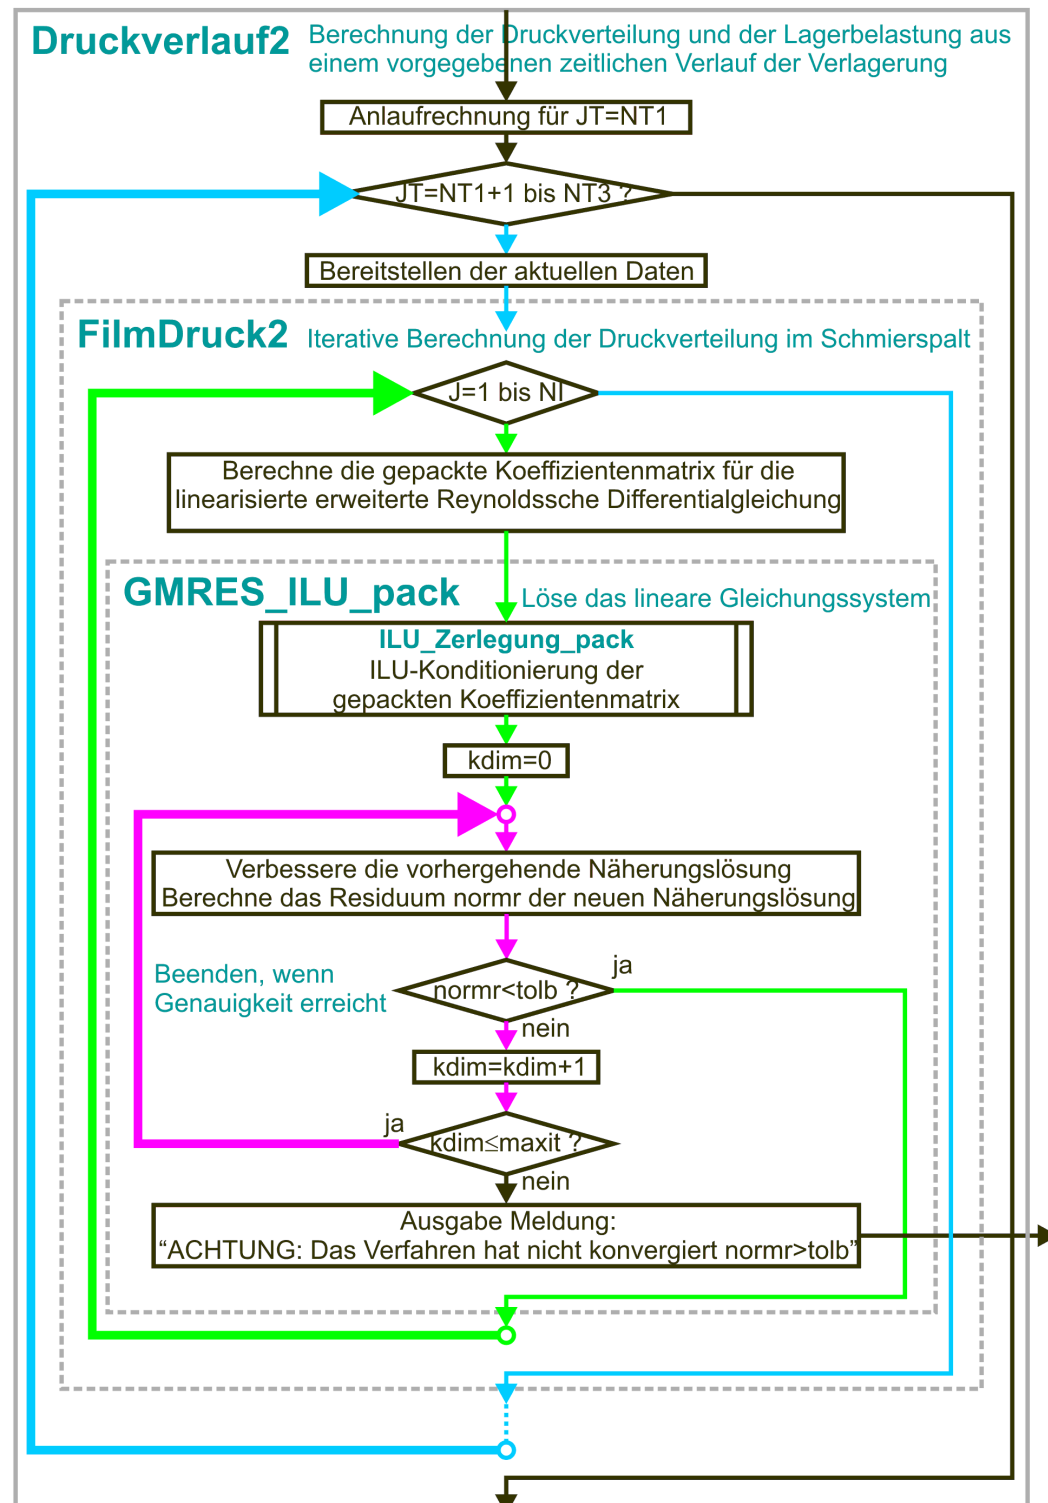 Druckverlauf2
Berechnung der Druckverteilung und der Lagerbelastung aus
einem vorgegebenen zeitlichen Verlauf der Verlagerung
Anlaufrechnung für JT=NT1
JT=NT1+1 bis NT3 ?
Bereitstellen der aktuellen Daten
FilmDruck2
Iterative Berechnung der Druckverteilung im Schmierspalt
J=1 bis NI
Berechne die gepackte Koeffizientenmatrix für die
linearisierte erweiterte Reynoldssche Differentialgleichung
GMRES_ILU_pack
Löse das lineare Gleichungssystem
ILU_Zerlegung_pack
ILU-Konditionierung der
gepackten Koeffizientenmatrix
kdim=0
Verbessere die vorhergehende Näherungslösung
Berechne das Residuum normr der neuen Näherungslösung
Beenden, wenn
Genauigkeit erreicht
normr<tolb ?
ja
nein
kdim=kdim+1
ja
kdim≤maxit ?
nein
Ausgabe Meldung:
“ACHTUNG: Das Verfahren hat nicht konvergiert normr>tolb”